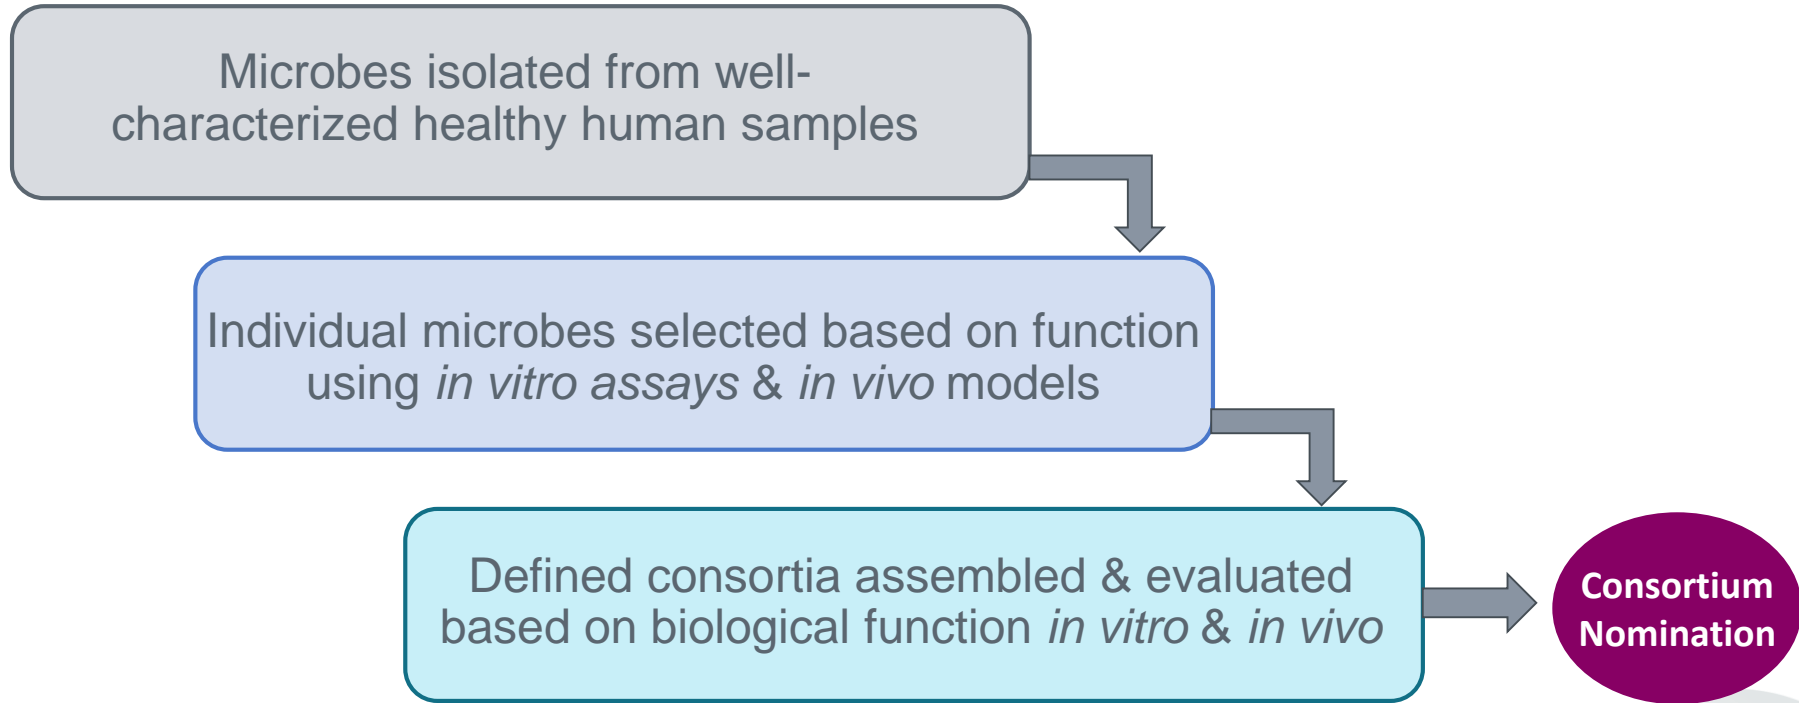 Microbes isolated from well-
characterized healthy human samples
Individual microbes selected based on function
using in vitro assays & in vivo models
Defined consortia assembled & evaluated
based on biological function in vitro & in vivo
Consortium
Nomination